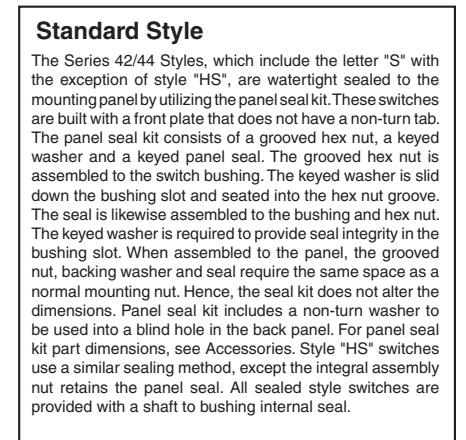 Standard Style
The Series 42/44 Styles, which include the letter "S" with
the exception of style "HS", are watertight sealed to the
mounting panel by utilizing the panel seal kit. These switches
are built with a front plate that does not have a non-turn tab.
The panel seal kit consists of a grooved hex nut, a keyed
washer and a keyed panel seal. The grooved hex nut is
assembled to the switch bushing. The keyed washer is slid
down the bushing slot and seated into the hex nut groove.
The seal is likewise assembled to the bushing and hex nut.
The keyed washer is required to provide seal integrity in the
bushing slot. When assembled to the panel, the grooved
nut, backing washer and seal require the same space as a
normal mounting nut. Hence, the seal kit does not alter the
dimensions. Panel seal kit includes a non-turn washer to
be used into a blind hole in the back panel. For panel seal
kit part dimensions, see Accessories. Style "HS" switches
use a similar sealing method, except the integral assembly
nut retains the panel seal. All sealed style switches are
provided with a shaft to bushing internal seal.